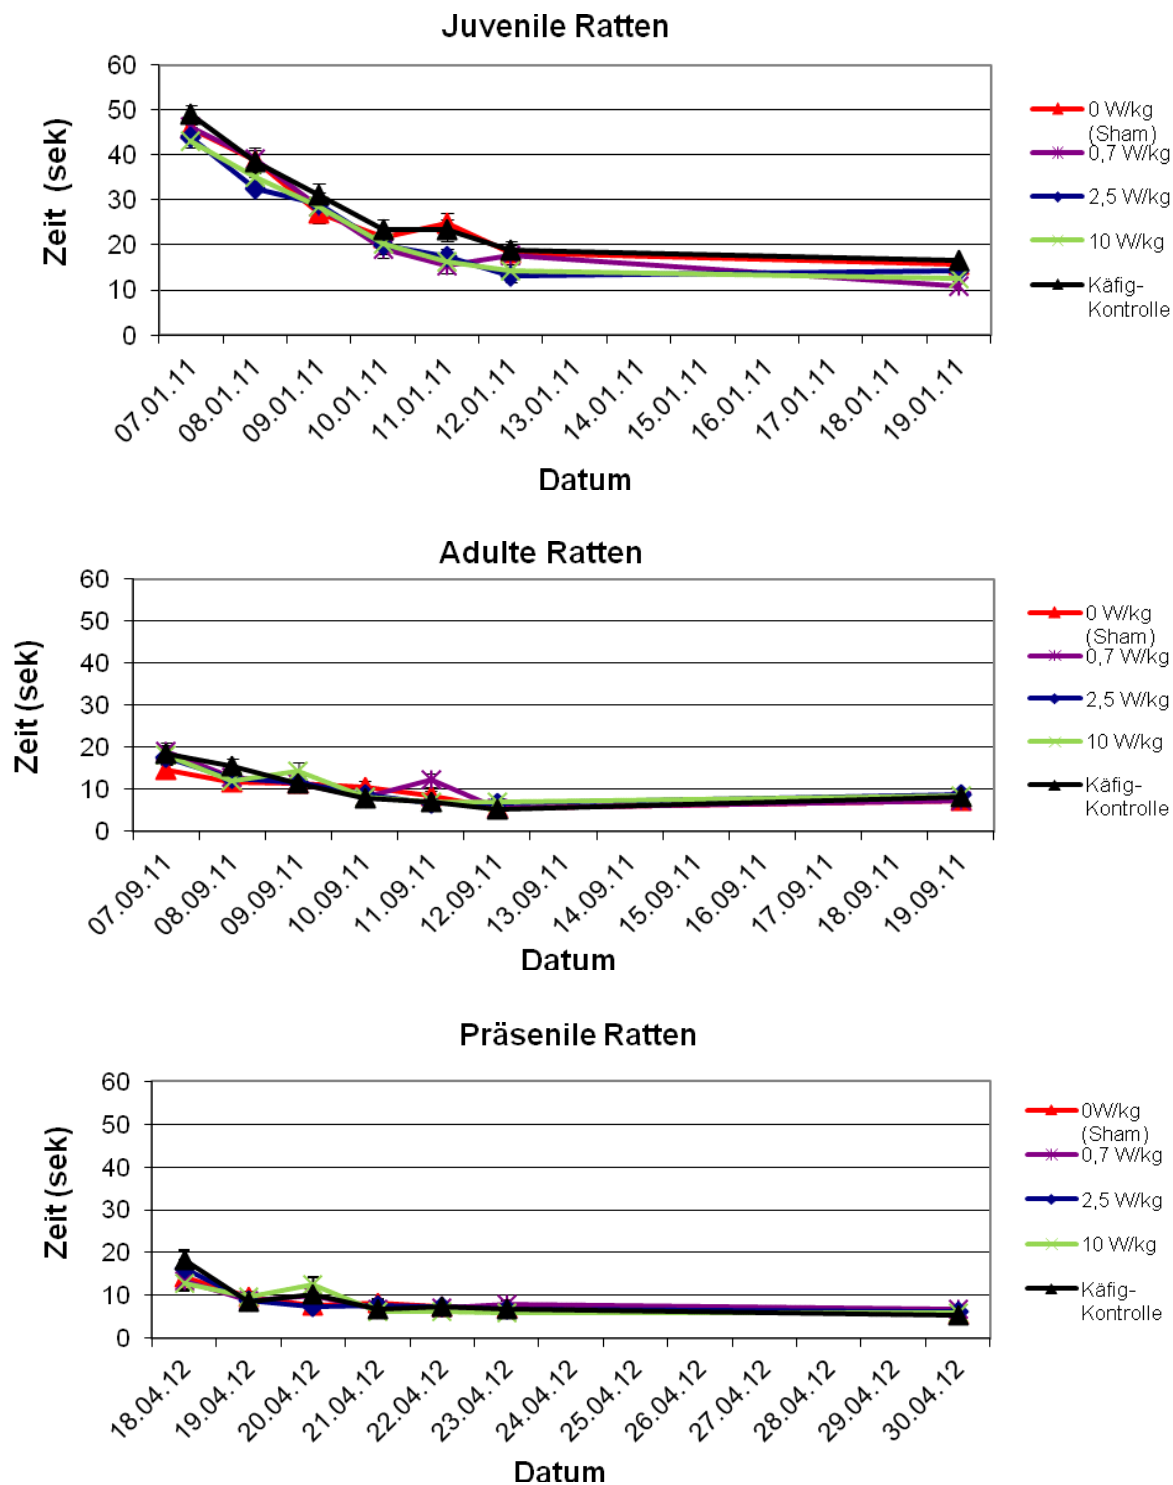 Juvenile Ratten
Zeit (sek)
60
50
40
30
20
10
0
07.01.11
08.01.11
09.01.11
10.01.11
11.01.11
12.01.11
13.01.11
14.01.11
15.01.11
16.01.11
17.01.11
18.01.11
19.01.11
Datum
0 W/kg
(Sham)
0,7 W/kg
2,5 W/kg
10 W/kg
Käfig-
Kontrolle
Adulte Ratten
Zeit (sek)
60
50
40
30
20
10
0
07.09.11
08.09.11
09.09.11
10.09.11
11.09.11
12.09.11
13.09.11
14.09.11
15.09.11
16.09.11
17.09.11
18.09.11
19.09.11
Datum
0 W/kg
(Sham)
0,7 W/kg
2,5 W/kg
10 W/kg
Käfig-
Kontrolle
Präsenile Ratten
Zeit (sek)
60
50
40
30
20
10
0
18.04.12
19.04.12
20.04.12
21.04.12
22.04.12
23.04.12
24.04.12
25.04.12
26.04.12
27.04.12
28.04.12
29.04.12
30.04.12
Datum
0W/kg
(Sham)
0,7 W/kg
2,5 W/kg
10 W/kg
Käfig-
Kontrolle